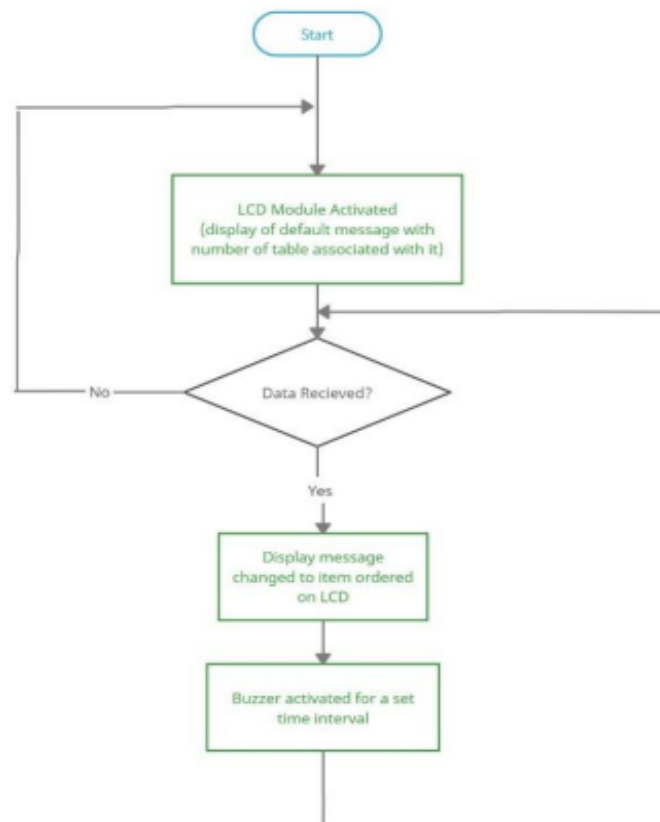 Start
LCD Module Activated
(display of default message with
number of table associated with it)
Data Recieved?
No
Yes
Display message
changed to item ordered
on LCD
Buzzer activated for a set
time interval